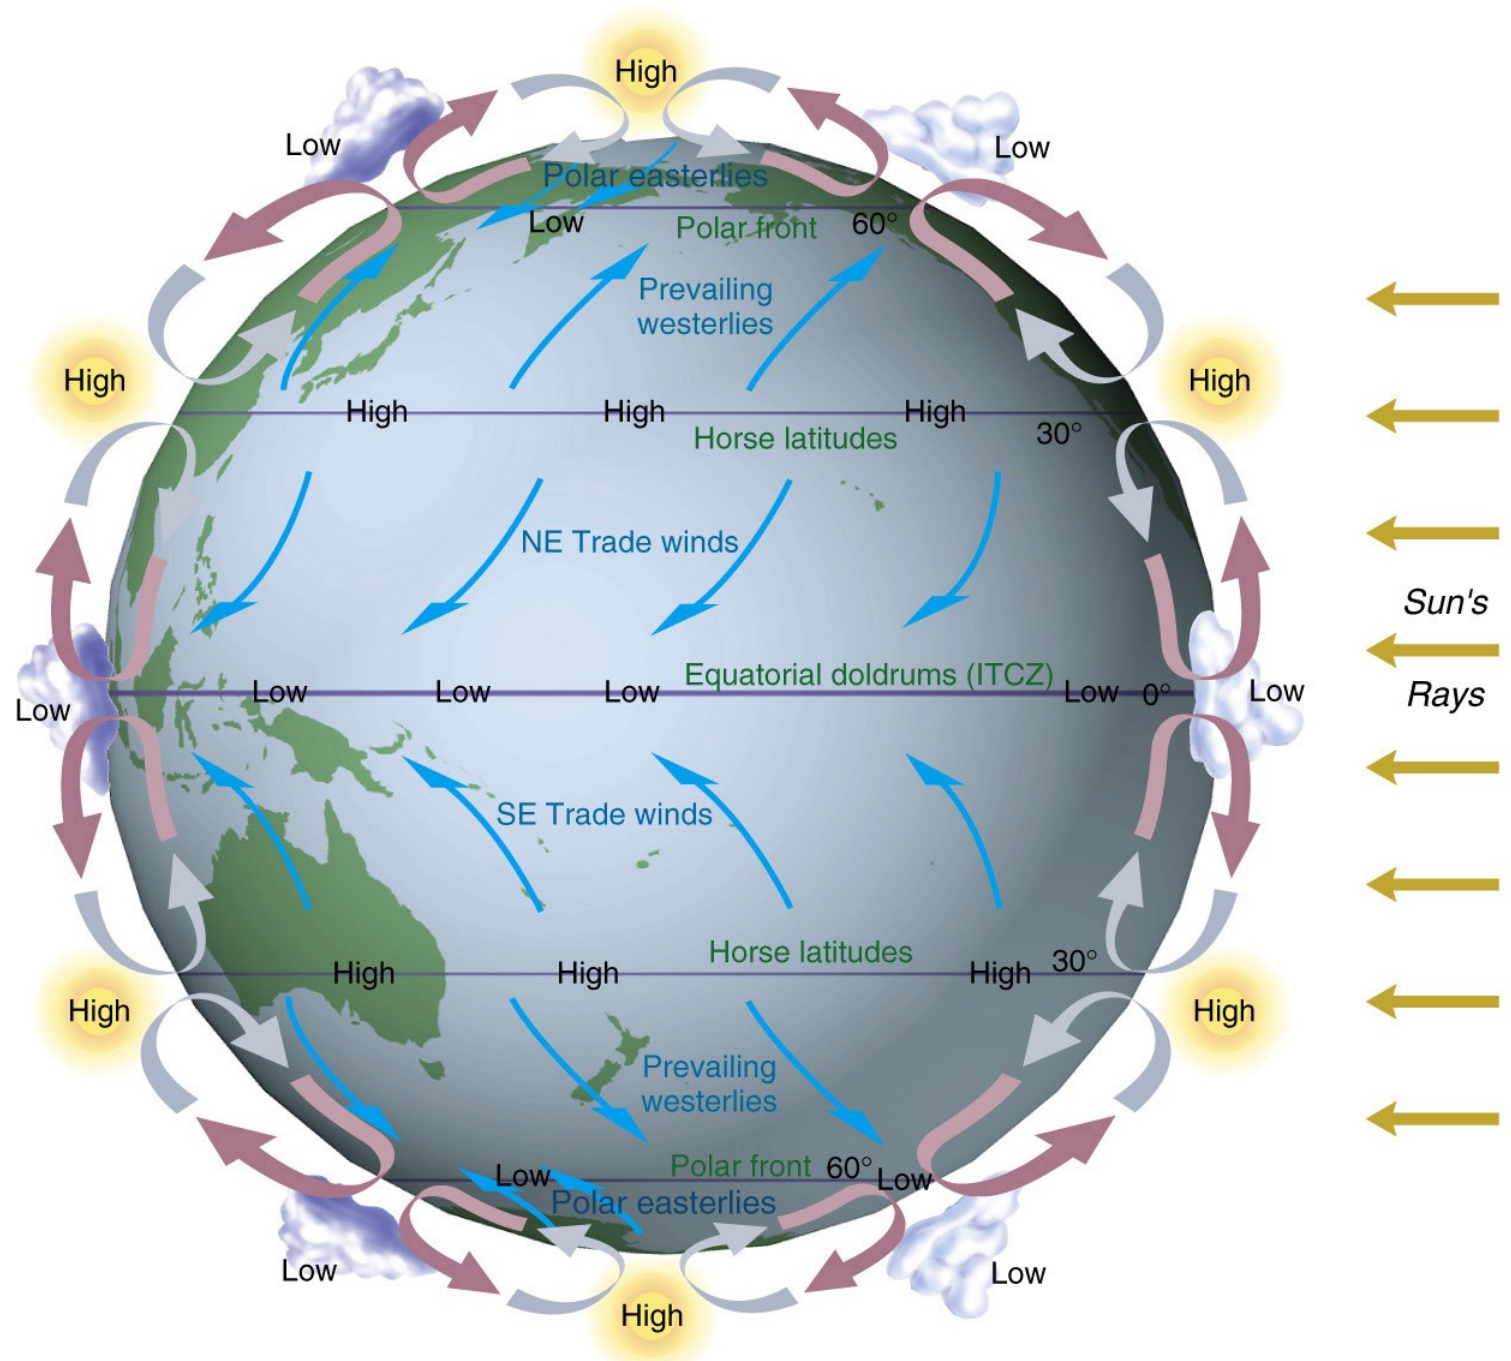 High
Low
Low
Polar easterlies
Low
Polar front
60°
Prevailing
westerlies
High
High
High
High
High
Horse latitudes
30°
NE Trade winds
Sun's
Rays
Equatorial doldrums (ITCZ)
Low
Low
Low
Low
Low
0°
Low
SE Trade winds
Horse latitudes
30°
High
High
High
High
High
Prevailing
westerlies
Polar front
60°
Low
Low
Polar easterlies
Low
Low
High